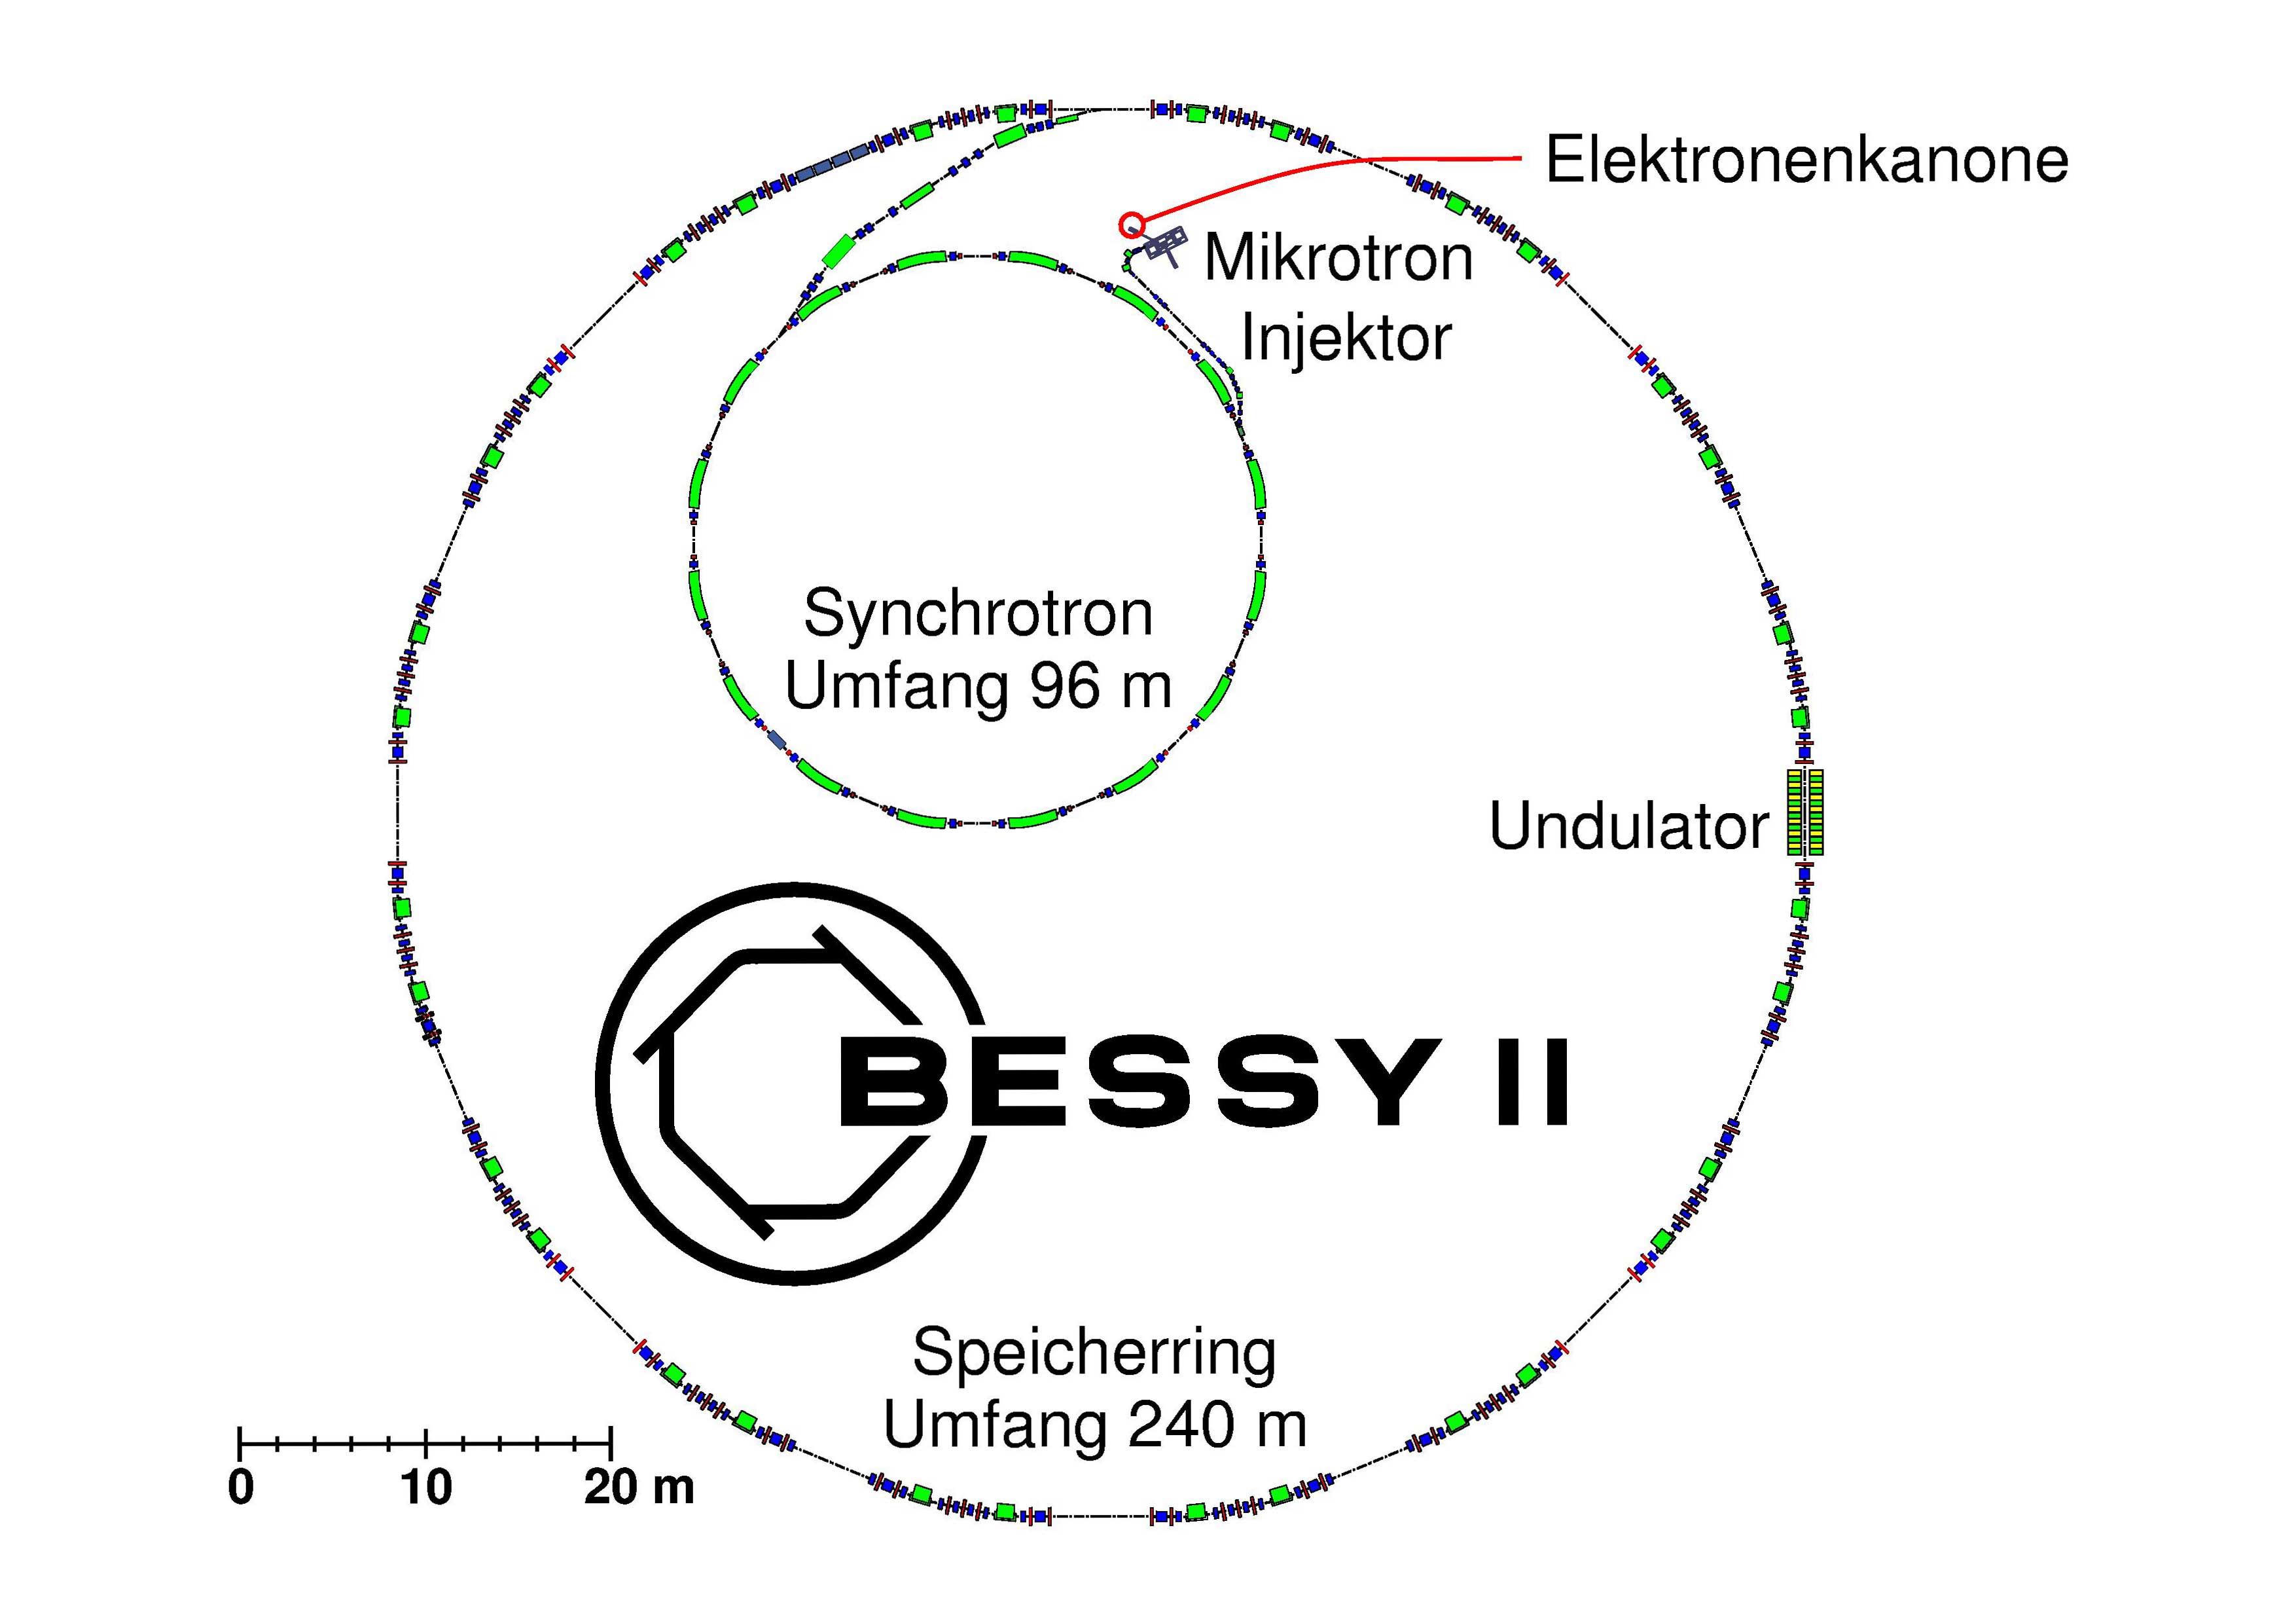 Elektronenkanone
Mikrotron
Injektor
Synchrotron
Umfang 96 m
Undulator
BESSY II
Speicherring
Umfang 240 m
0 10 20 m